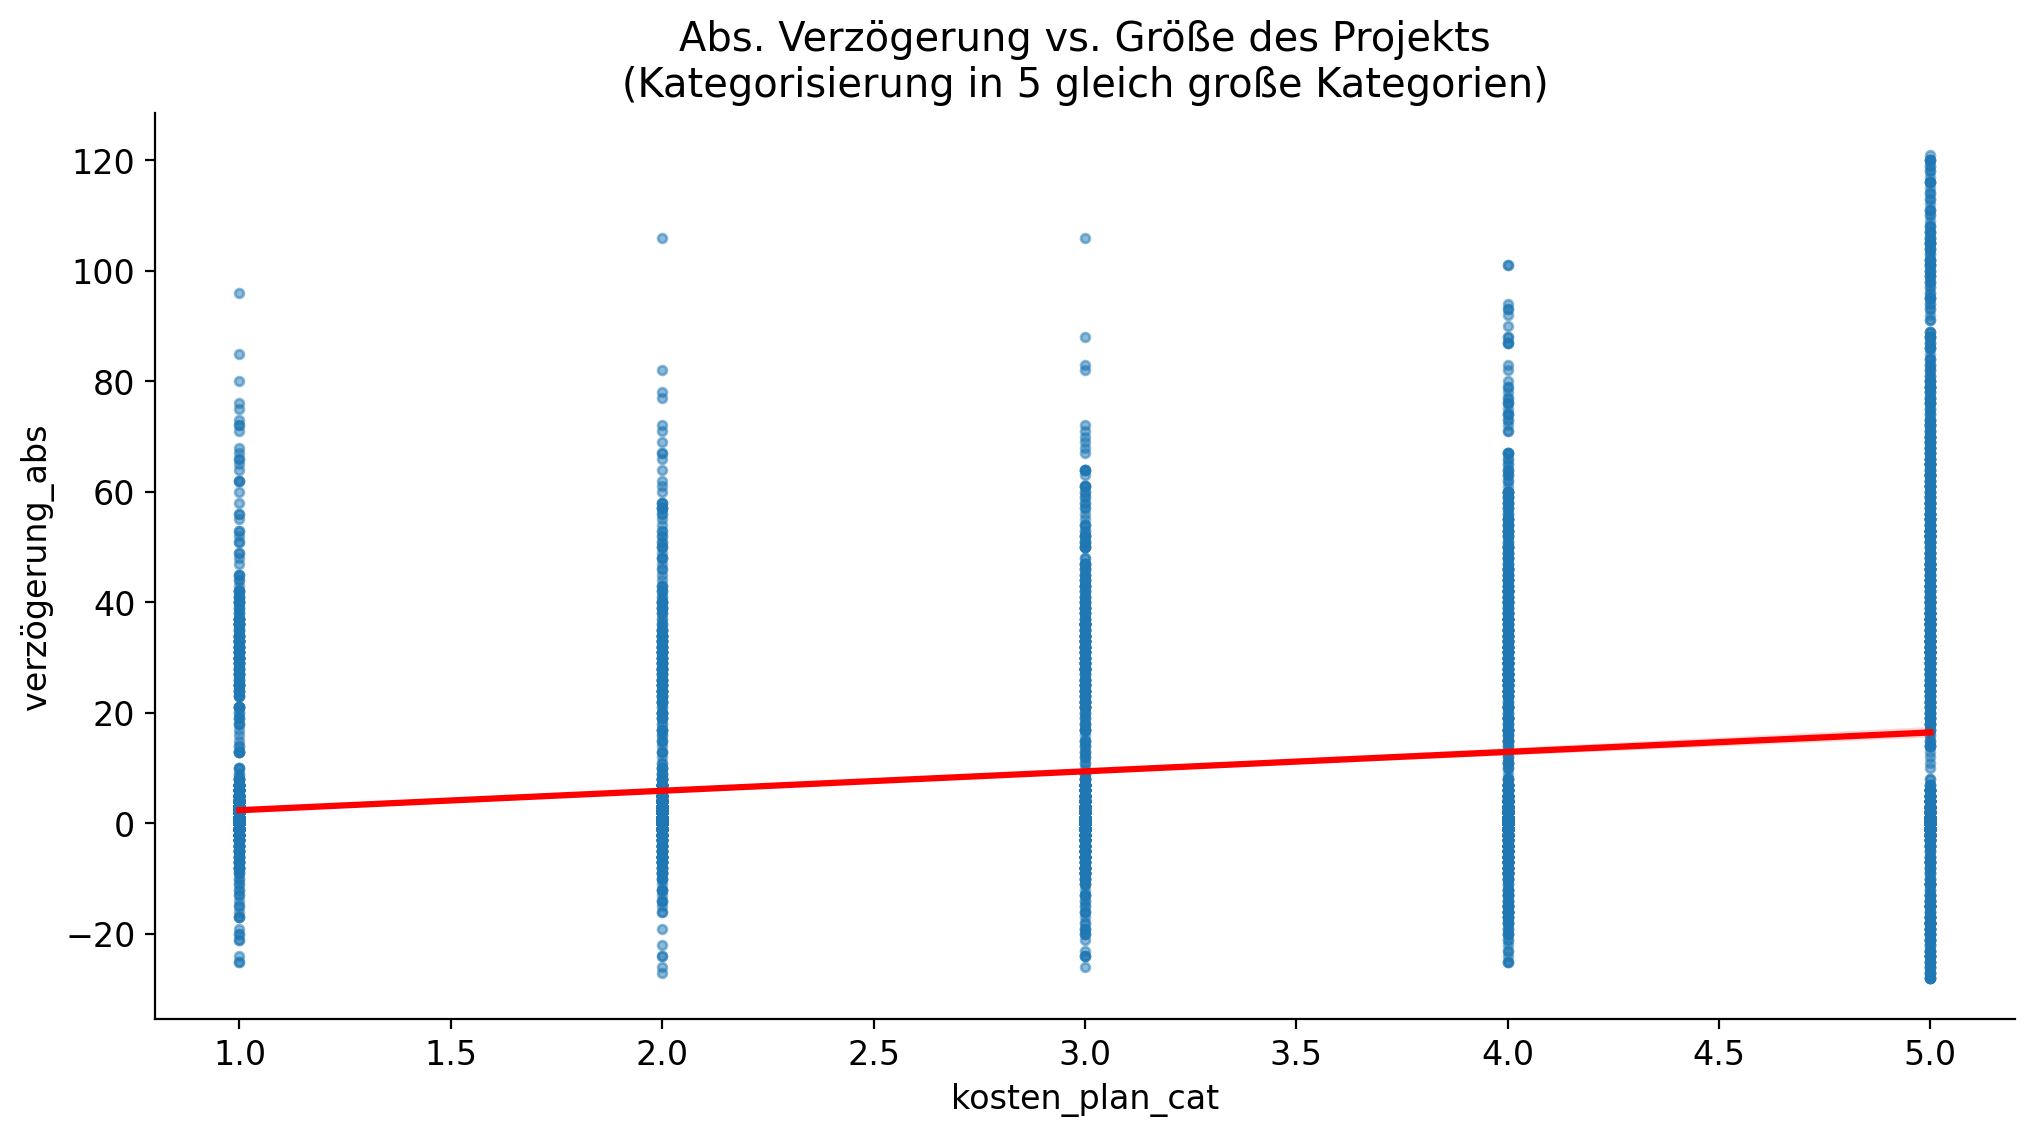 Abs. Verzögerung vs. Größe des Projekts
(Kategorisierung in 5 gleich große Kategorien)
verzögerung_abs
120
100
80
60
40
20
0
−20
1.0 1.5 2.0 2.5 3.0 3.5 4.0 4.5 5.0
kosten_plan_cat